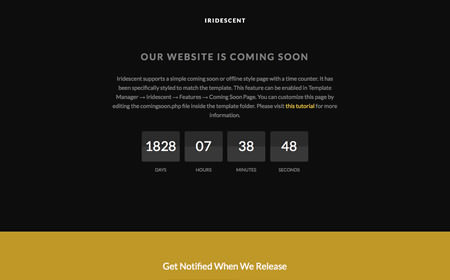 IRIDESCENT
OUR WEBSITE IS COMING SOON
Iridescent supports a simple coming soon or offline style page with a time counter. It has
been specifically styled to match the template. This feature can be enabled in Template
Manager → Iridescent → Features → Coming Soon Page. You can customize this page by
editing the comingsoon.php file inside the template folder. Please visit this tutorial for more
information.
1828 07 38 48
DAYS HOURS MINUTES SECONDS
Get Notified When We Release